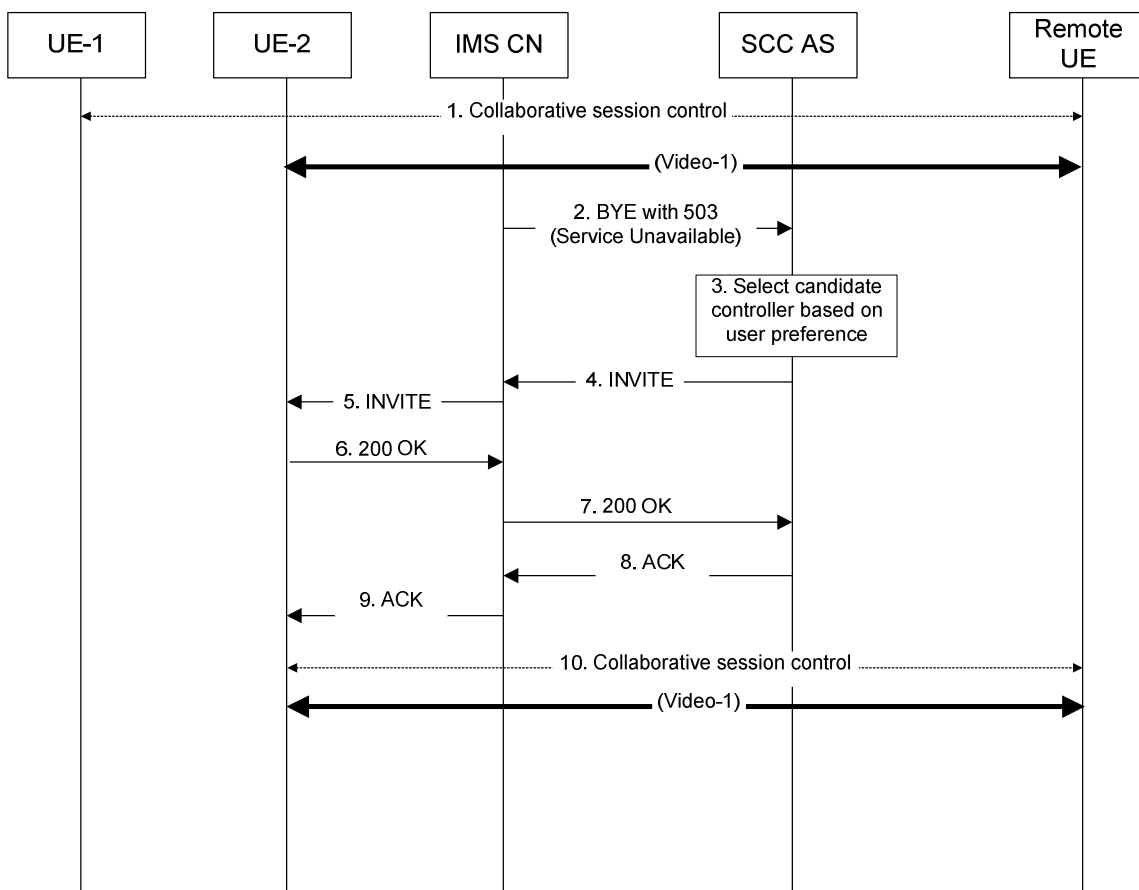 UE-1
UE-2
IMS CN
SCC AS
Remote
UE
1. Collaborative session control
(Video-1)
2. BYE with 503
(Service Unavailable)
3. Select candidate
controller based on
user preference
4. INVITE
5. INVITE
6. 200 OK
7. 200 OK
8. ACK
9. ACK
10. Collaborative session control
(Video-1)